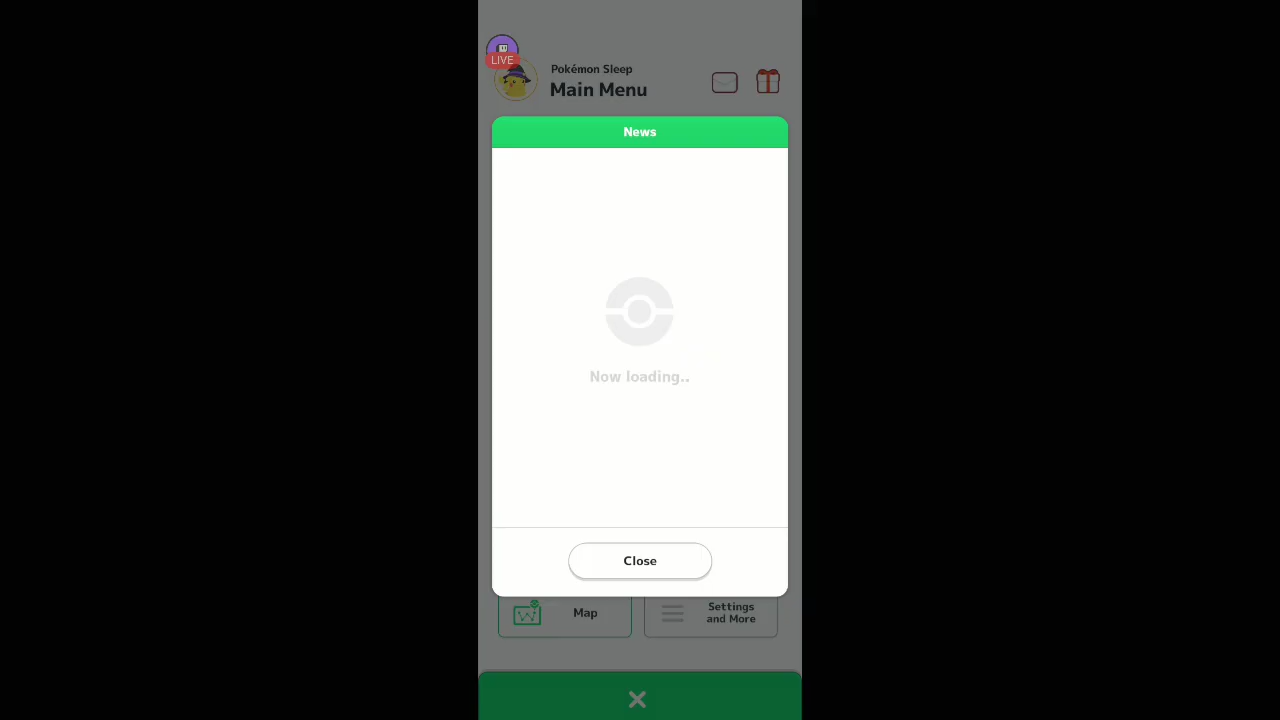 LIVE
Pokémon Sleep
Main Menu
News
Now loading..
Close
Map
Settings
and More